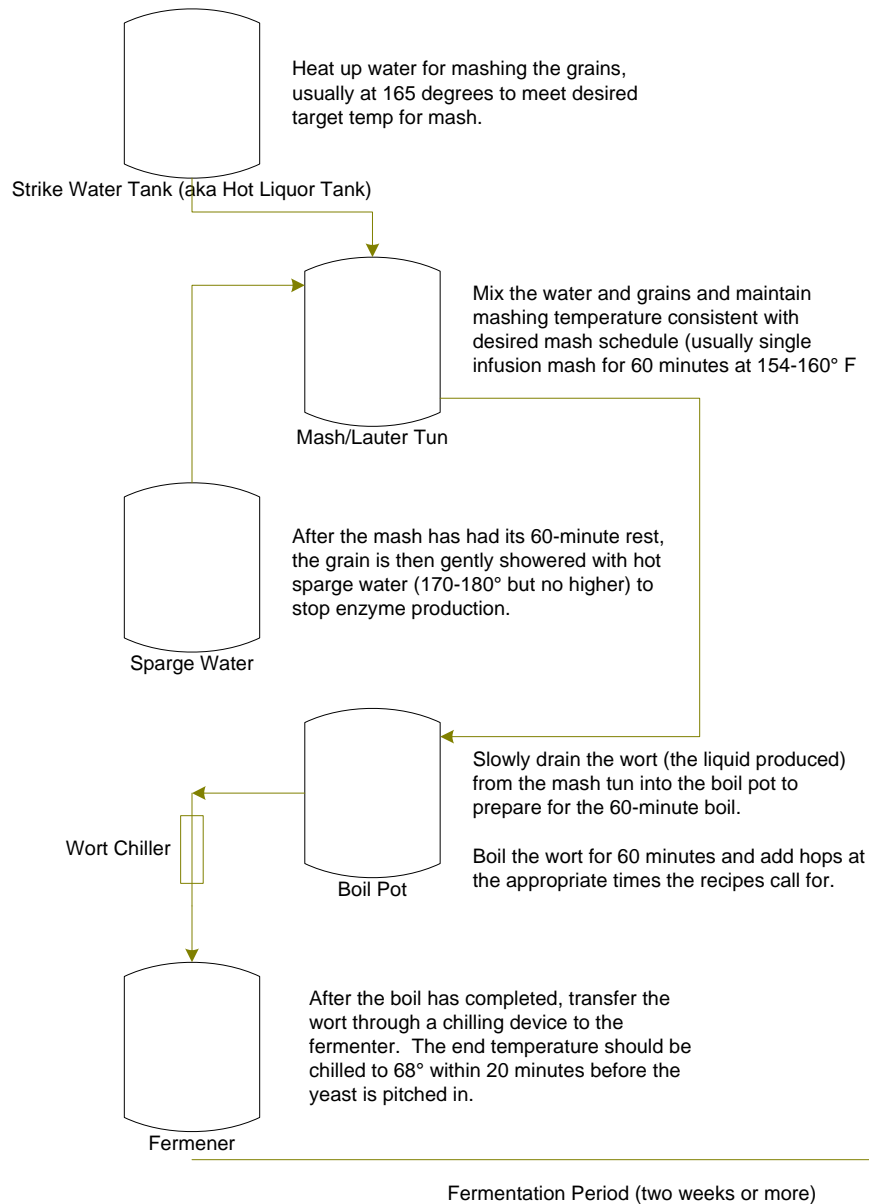 Heat up water for mashing the grains,
usually at 165 degrees to meet desired
target temp for mash.
Strike Water Tank (aka Hot Liquor Tank)
Mix the water and grains and maintain
mashing temperature consistent with
desired mash schedule (usually single
infusion mash for 60 minutes at 154-160° F
Mash/Lauter Tun
After the mash has had its 60-minute rest,
the grain is then gently showered with hot
sparge water (170-180° but no higher) to
stop enzyme production.
Sparge Water
Slowly drain the wort (the liquid produced)
from the mash tun into the boil pot to
prepare for the 60-minute boil.
Boil the wort for 60 minutes and add hops at
the appropriate times the recipes call for.
Wort Chiller
Boil Pot
After the boil has completed, transfer the
wort through a chilling device to the
fermenter. The end temperature should be
chilled to 68° within 20 minutes before the
yeast is pitched in.
Fermener
Fermentation Period (two weeks or more)